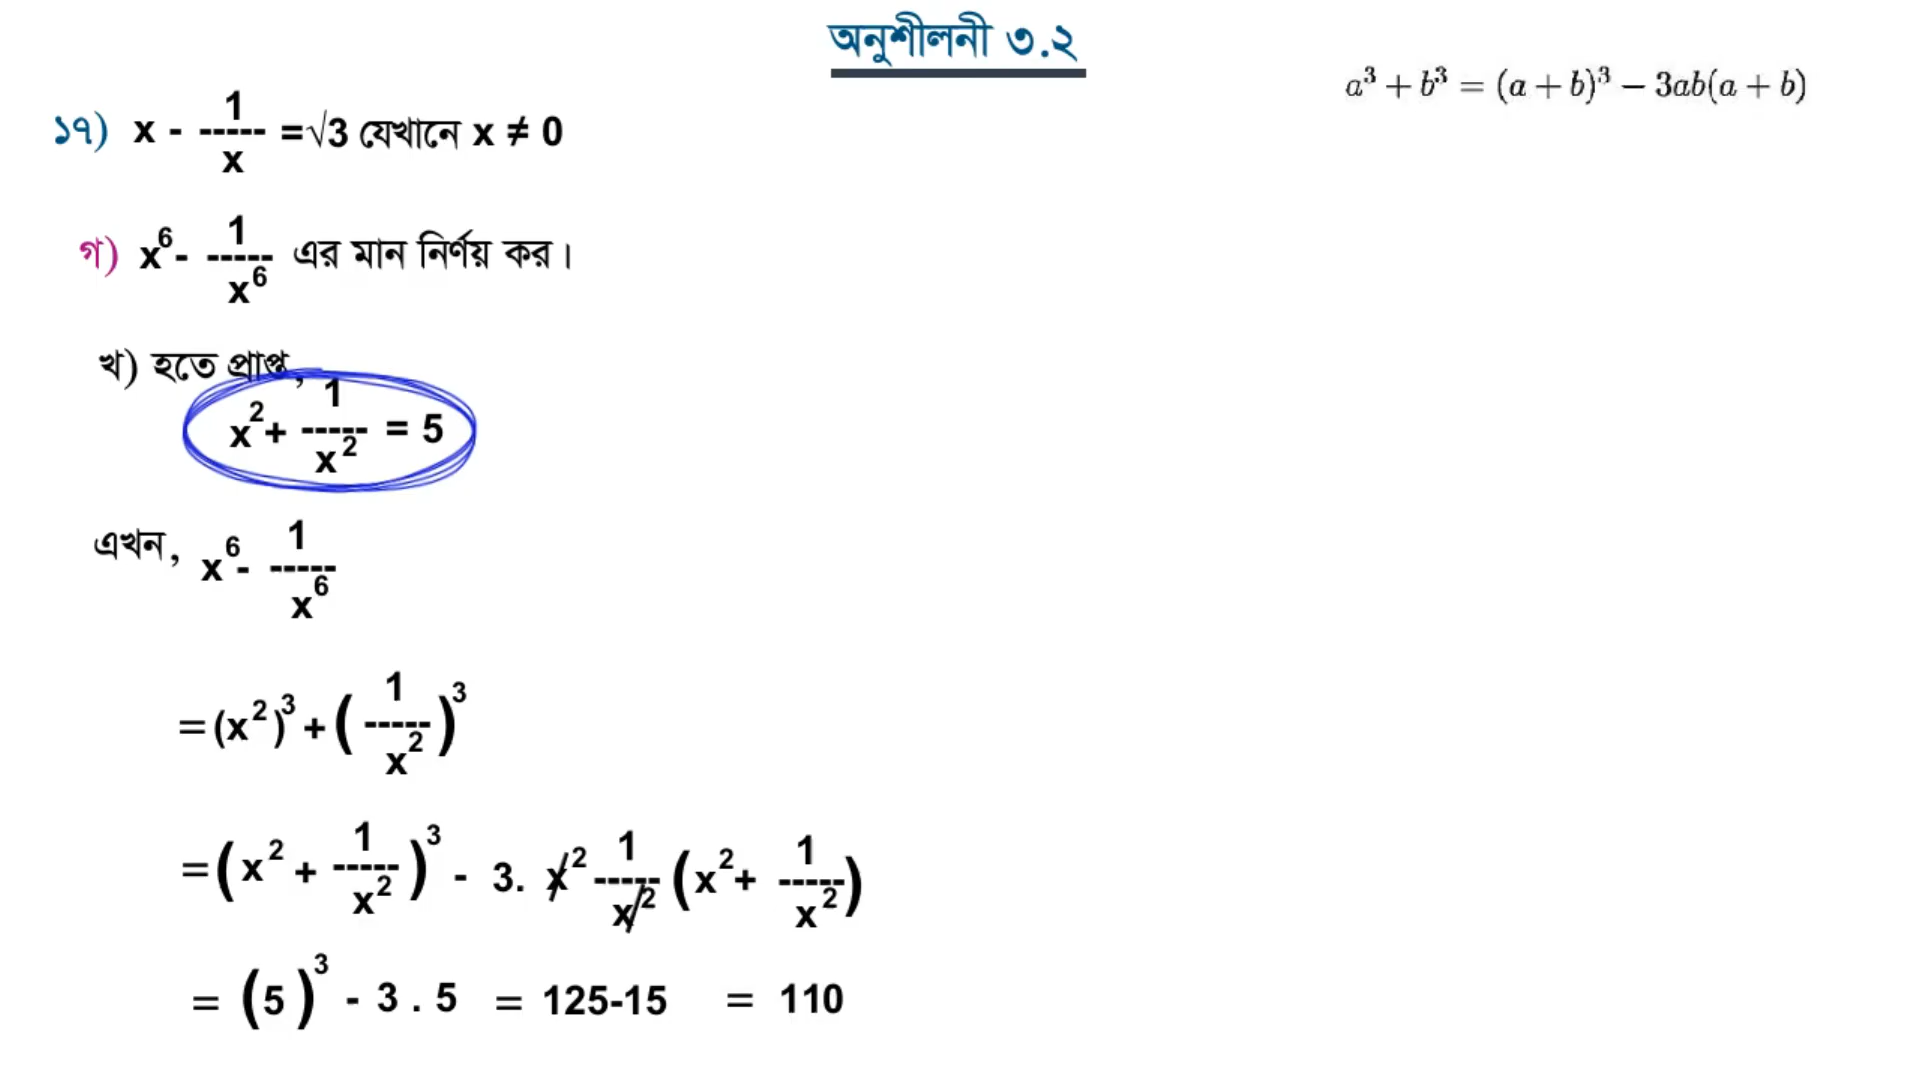 অনুশীলনী ৩.২
a³ + b³ = (a + b)³ − 3ab(a + b)
১৭) x - 1/x =√3 যেখানে x ≠ 0
গ) x⁶- 1/x⁶ এর মান নির্ণয় কর।
খ) হতে প্রাপ্ত,
x²+ 1/x² = 5
এখন, x⁶- 1/x⁶
= (x²)³ + (1/x²)³
= (x² + 1/x²)³ - 3. x² 1/x² (x²+ 1/x²)
= (5)³ - 3 . 5 = 125-15 = 110